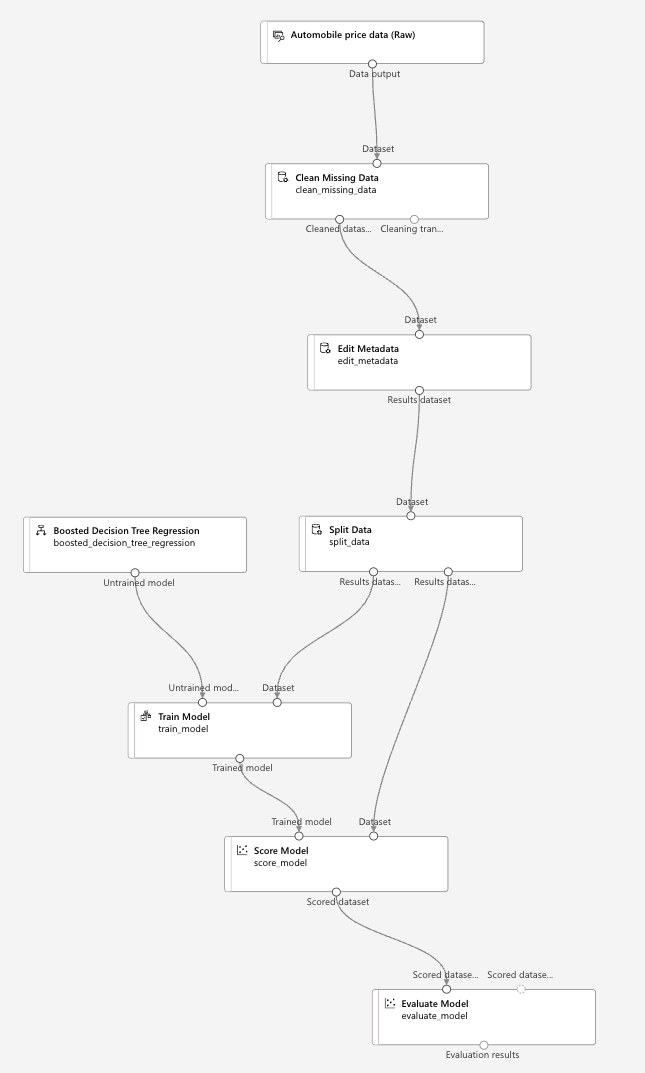 Automobile price data (Raw)
Data output
Dataset
Clean Missing Data
clean_missing_data
Cleaned datas... Cleaning tran...
Dataset
Edit Metadata
edit_metadata
Results dataset
Dataset
Boosted Decision Tree Regression
boosted_decision_tree_regression
Untrained model
Split Data
split_data
Results datas... Results datas...
Untrained mod... Dataset
Train Model
train_model
Trained model
Trained model Dataset
Score Model
score_model
Scored dataset
Scored datase... Scored datase...
Evaluate Model
evaluate_model
Evaluation results